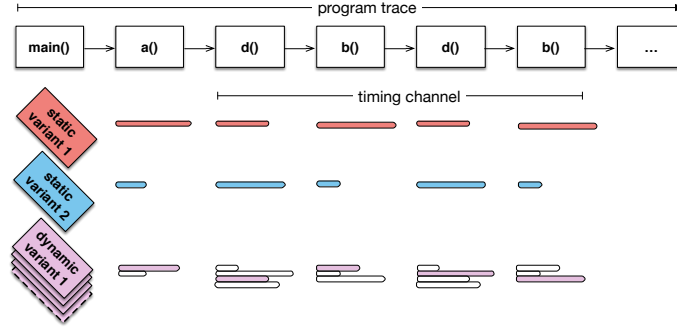 program trace
main() a() d() b() d() b() ...
timing channel
static
variant 1
static
variant 2
dynamic
variant 1